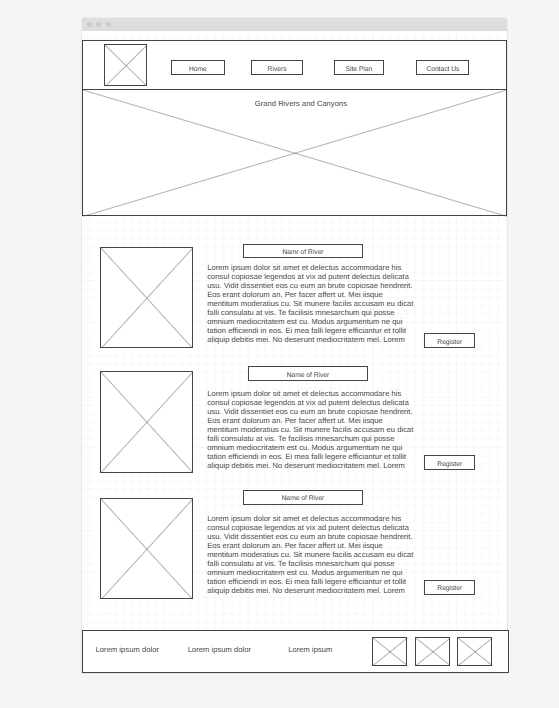 Home
Rivers
Site Plan
Contact Us
Grand Rivers and Canyons
Namr of River
Lorem ipsum dolor sit amet et delectus accommodare his
consul copiosae legendos at vix ad putent delectus delicata
usu. Vidit dissentiet eos cu eum an brute copiosae hendrerit.
Eos erant dolorum an. Per facer affert ut. Mei iisque
mentitum moderatius cu. Sit munere facilis accusam eu dicat
falli consulatu at vis. Te facilisis mnesarchum qui posse
omnium mediocritatem est cu. Modus argumentum ne qui
tation efficiendi in eos. Ei mea falli legere efficiantur et tollit
aliquip debitis mei. No deserunt mediocritatem mel. Lorem
Register
Name of River
Lorem ipsum dolor sit amet et delectus accommodare his
consul copiosae legendos at vix ad putent delectus delicata
usu. Vidit dissentiet eos cu eum an brute copiosae hendrerit.
Eos erant dolorum an. Per facer affert ut. Mei iisque
mentitum moderatius cu. Sit munere facilis accusam eu dicat
falli consulatu at vis. Te facilisis mnesarchum qui posse
omnium mediocritatem est cu. Modus argumentum ne qui
tation efficiendi in eos. Ei mea falli legere efficiantur et tollit
aliquip debitis mei. No deserunt mediocritatem mel. Lorem
Register
Name of River
Lorem ipsum dolor sit amet et delectus accommodare his
consul copiosae legendos at vix ad putent delectus delicata
usu. Vidit dissentiet eos cu eum an brute copiosae hendrerit.
Eos erant dolorum an. Per facer affert ut. Mei iisque
mentitum moderatius cu. Sit munere facilis accusam eu dicat
falli consulatu at vis. Te facilisis mnesarchum qui posse
omnium mediocritatem est cu. Modus argumentum ne qui
tation efficiendi in eos. Ei mea falli legere efficiantur et tollit
aliquip debitis mei. No deserunt mediocritatem mel. Lorem
Register
Lorem ipsum dolor
Lorem ipsum dolor
Lorem ipsum